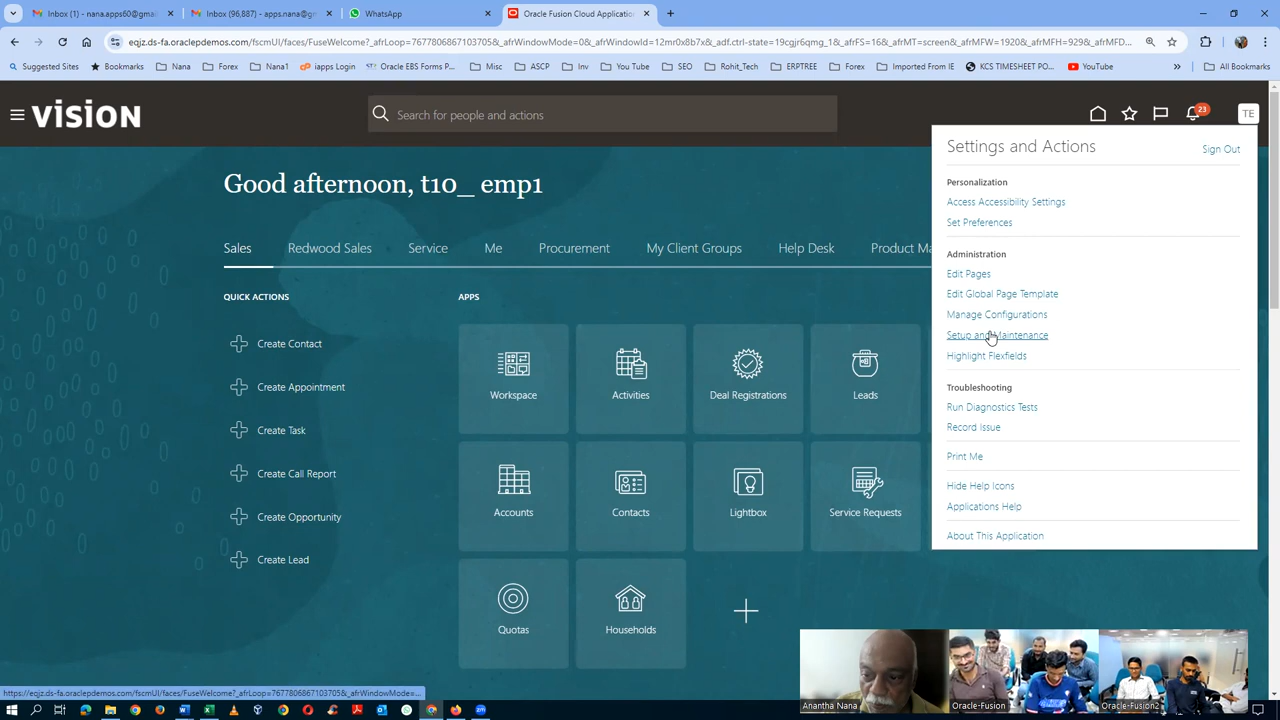 Inbox (1) - nana.apps60@gmai
Inbox (96,887) - apps.nana@gm
WhatsApp
Oracle Fusion Cloud Application
eqjz.ds-fa.oraclepdemos.com/fscmUI/faces/FuseWelcome?_afrLoop=7677806867103705&_afrWindowMode=0&_afrWindowId=12mr0x8b7x&_adf.ctrl-state=19cgjr6qmg_1&_afrFS=16&_afrMT=screen&_afrMFW=1920&_afrMFH=929&_afrMFD...
Suggested Sites
Bookmarks
Nana
Forex
Nana1
iapps Login
Oracle EBS Forms P...
Misc
ASCP
Inv
You Tube
SEO
Rohit_Tech
ERPTREE
Forex
Imported From IE
KCS TIMESHEET PO...
YouTube
»
All Bookmarks
vision
Search for people and actions
23
TE
Settings and Actions
Sign Out
Personalization
Access Accessibility Settings
Set Preferences
Administration
Edit Pages
Edit Global Page Template
Manage Configurations
Setup and Maintenance
Highlight Flexfields
Troubleshooting
Run Diagnostics Tests
Record Issue
Print Me
Hide Help Icons
Applications Help
About This Application
Good afternoon, t10_ emp1
Sales
Redwood Sales
Service
Me
Procurement
My Client Groups
Help Desk
Product Ma
QUICK ACTIONS
Create Contact
Create Appointment
Create Task
Create Call Report
Create Opportunity
Create Lead
APPS
Workspace
Activities
Deal Registrations
Leads
Accounts
Contacts
Lightbox
Service Requests
Quotas
Households
Anantha Nana
Oracle-Fusion
Oracle-Fusion2
https://eqjz.ds-fa.oraclepdemos.com/fscmUI/faces/FuseWelcome?_afrLoop=7677806867103705&_afrWindowMode=...